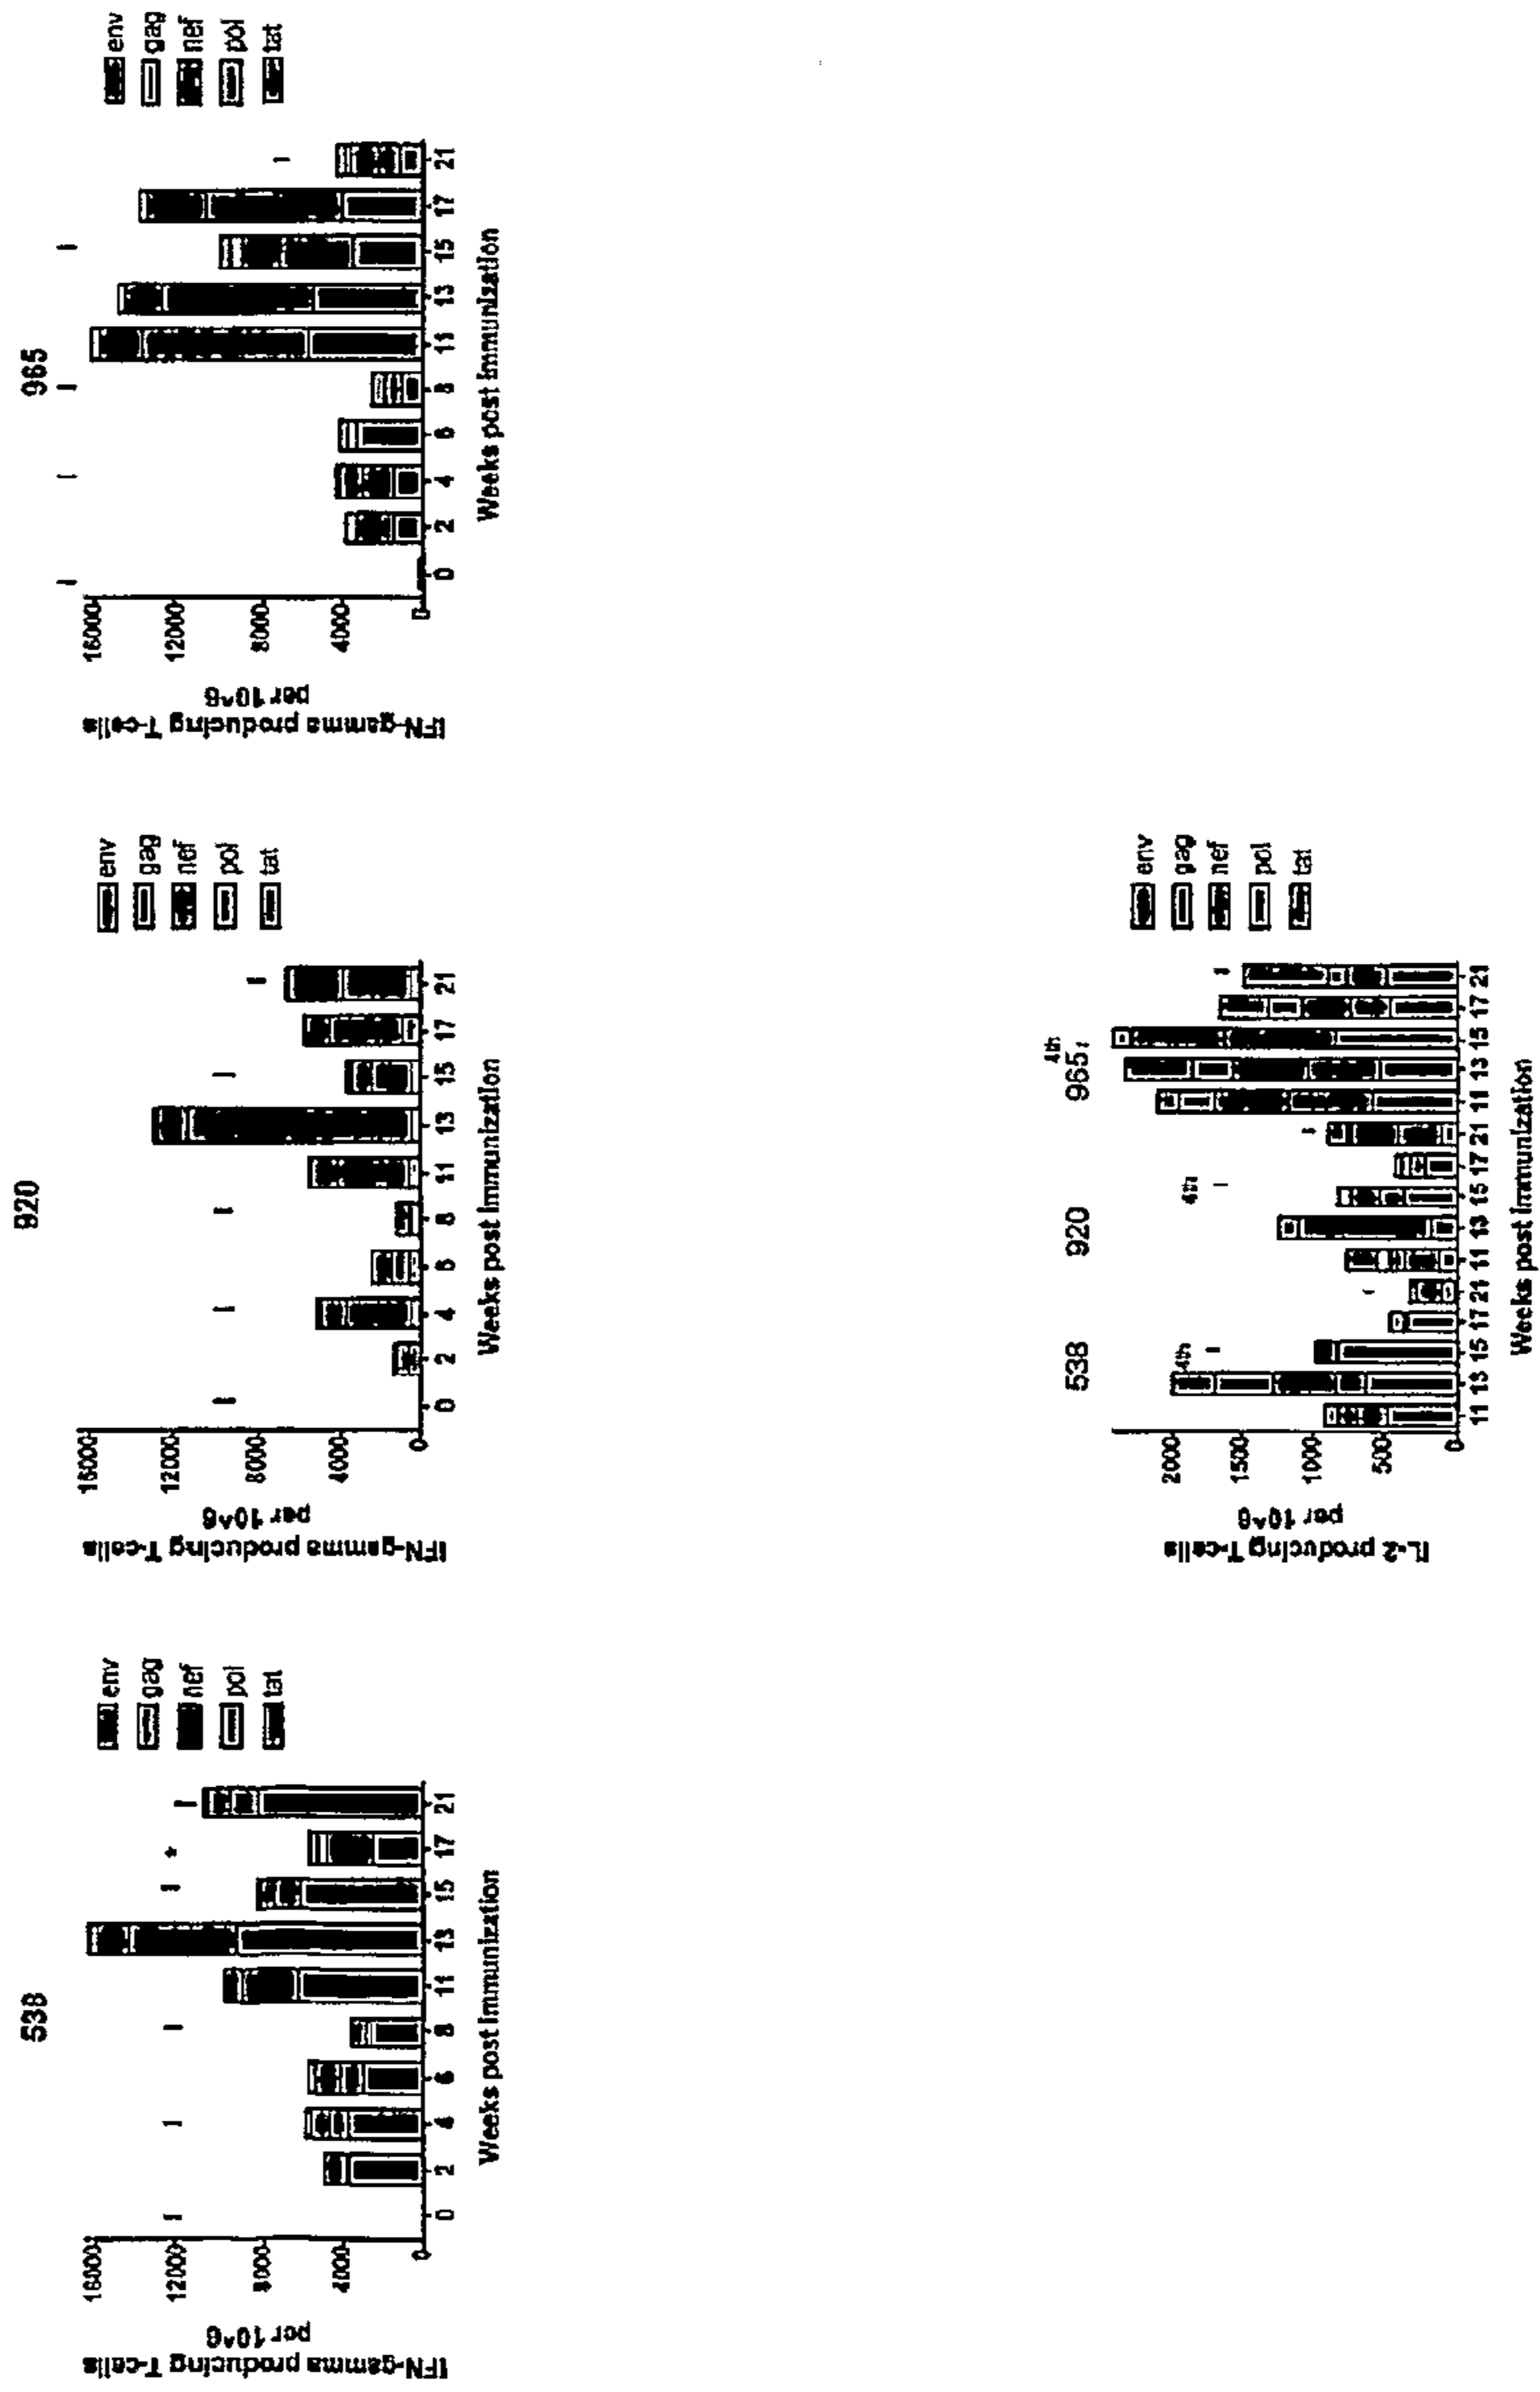 538
IFN-gamma producing T-cells
per 10^6
16000
12000
8000
4000
0
0 2 4 6 8 11 13 15 17 21
Weeks post immunization
env
gag
nef
pol
tat
920
IFN-gamma producing T-cells
per 10^6
16000
12000
8000
4000
0
0 2 4 6 8 11 13 15 17 21
Weeks post immunization
env
gag
nef
pol
tat
965
IFN-gamma producing T-cells
per 10^6
16000
12000
8000
4000
0
0 2 4 6 8 11 13 15 17 21
Weeks post immunization
env
gag
nef
pol
tat
538 920 965
4th 4th 4th
IL-2 producing T-cells
per 10^6
2000
1500
1000
500
0
11 13 15 17 21 11 13 15 17 21 11 13 15 17 21
Weeks post immunization
env
gag
nef
pol
tat